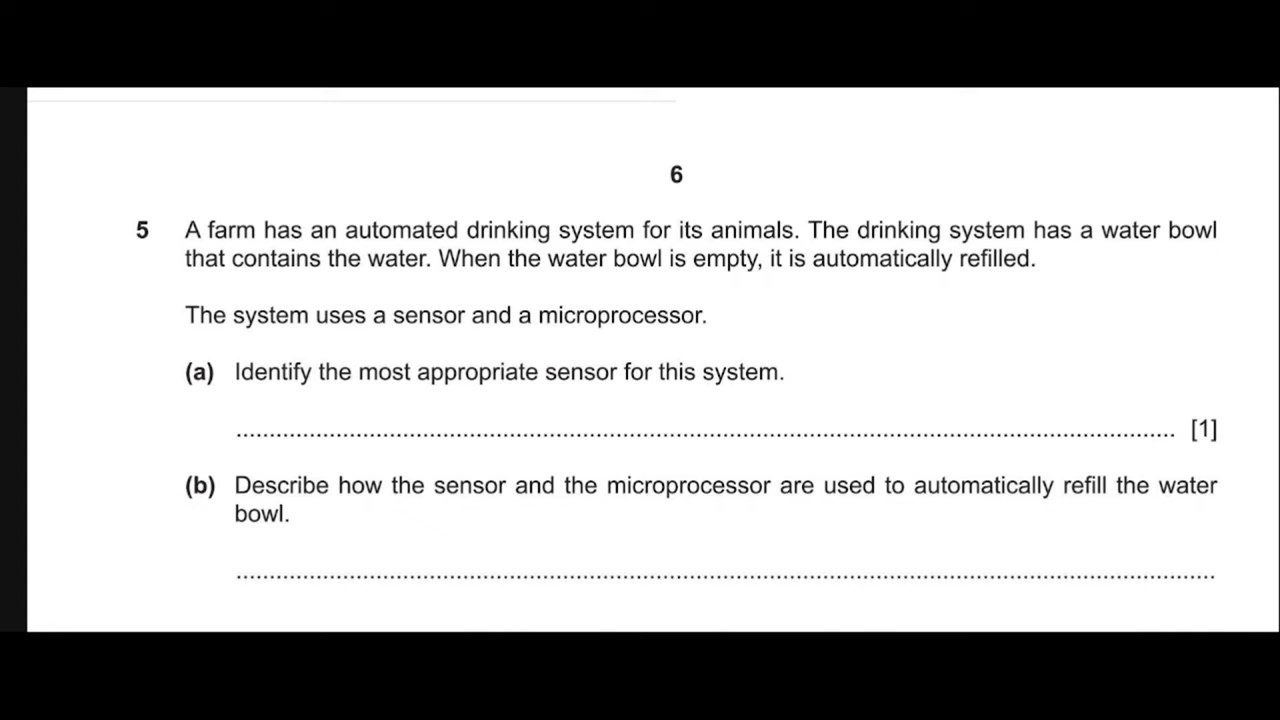 6
5 A farm has an automated drinking system for its animals. The drinking system has a water bowl
that contains the water. When the water bowl is empty, it is automatically refilled.
The system uses a sensor and a microprocessor.
(a) Identify the most appropriate sensor for this system.
.............................................................................................................................. [1]
(b) Describe how the sensor and the microprocessor are used to automatically refill the water
bowl.
....................................................................................................................................